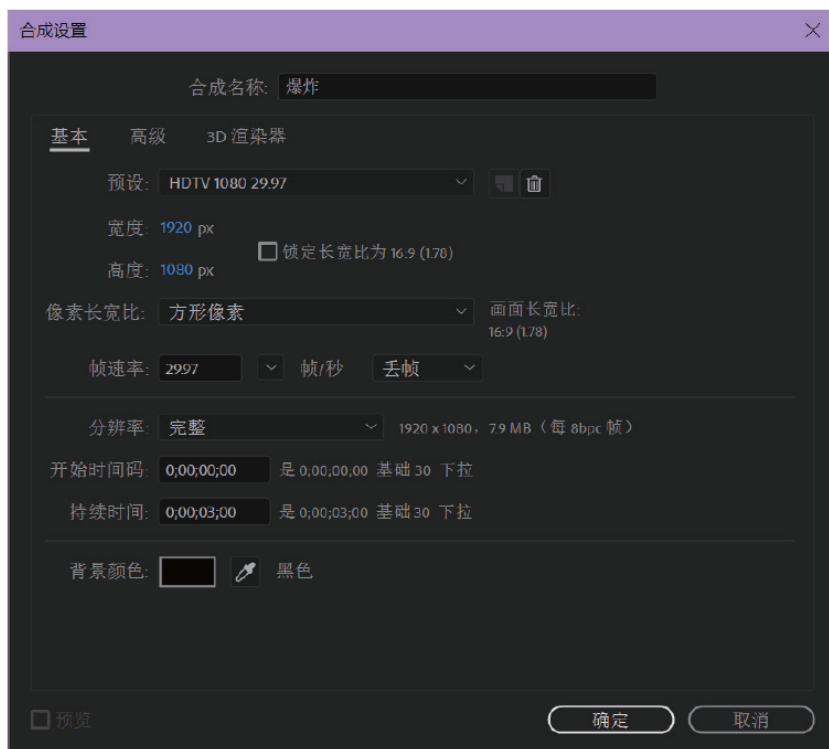 合成设置
合成名称: 爆炸
基本 高级 3D 渲染器
预设: HDTV 1080 29.97
宽度: 1920 px
锁定长宽比为 16:9 (1.78)
高度: 1080 px
像素长宽比: 方形像素 画面长宽比:
16:9 (1.78)
帧速率: 29.97 帧/秒 丢帧
分辨率: 完整 1920 x 1080，7.9 MB（每 8bpc 帧）
开始时间码: 0;00;00;00 是 0;00;00;00 基础 30 下拉
持续时间: 0;00;03;00 是 0;00;03;00 基础 30 下拉
背景颜色: 黑色
预览 确定 取消